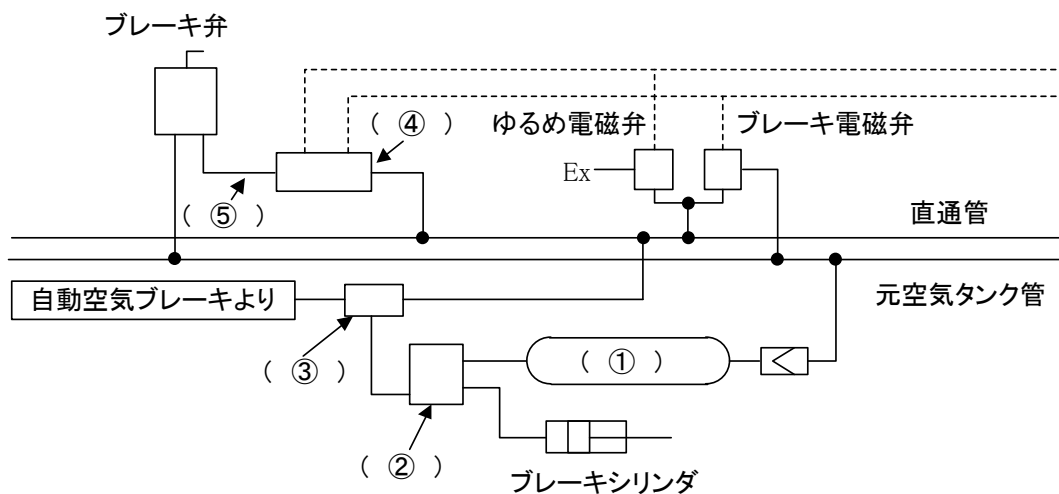 ブレーキ弁
( ④ )
ゆるめ電磁弁
ブレーキ電磁弁
Ex
( ⑤ )
直通管
自動空気ブレーキより
元空気タンク管
( ③ )
( ① )
( ② )
ブレーキシリンダ